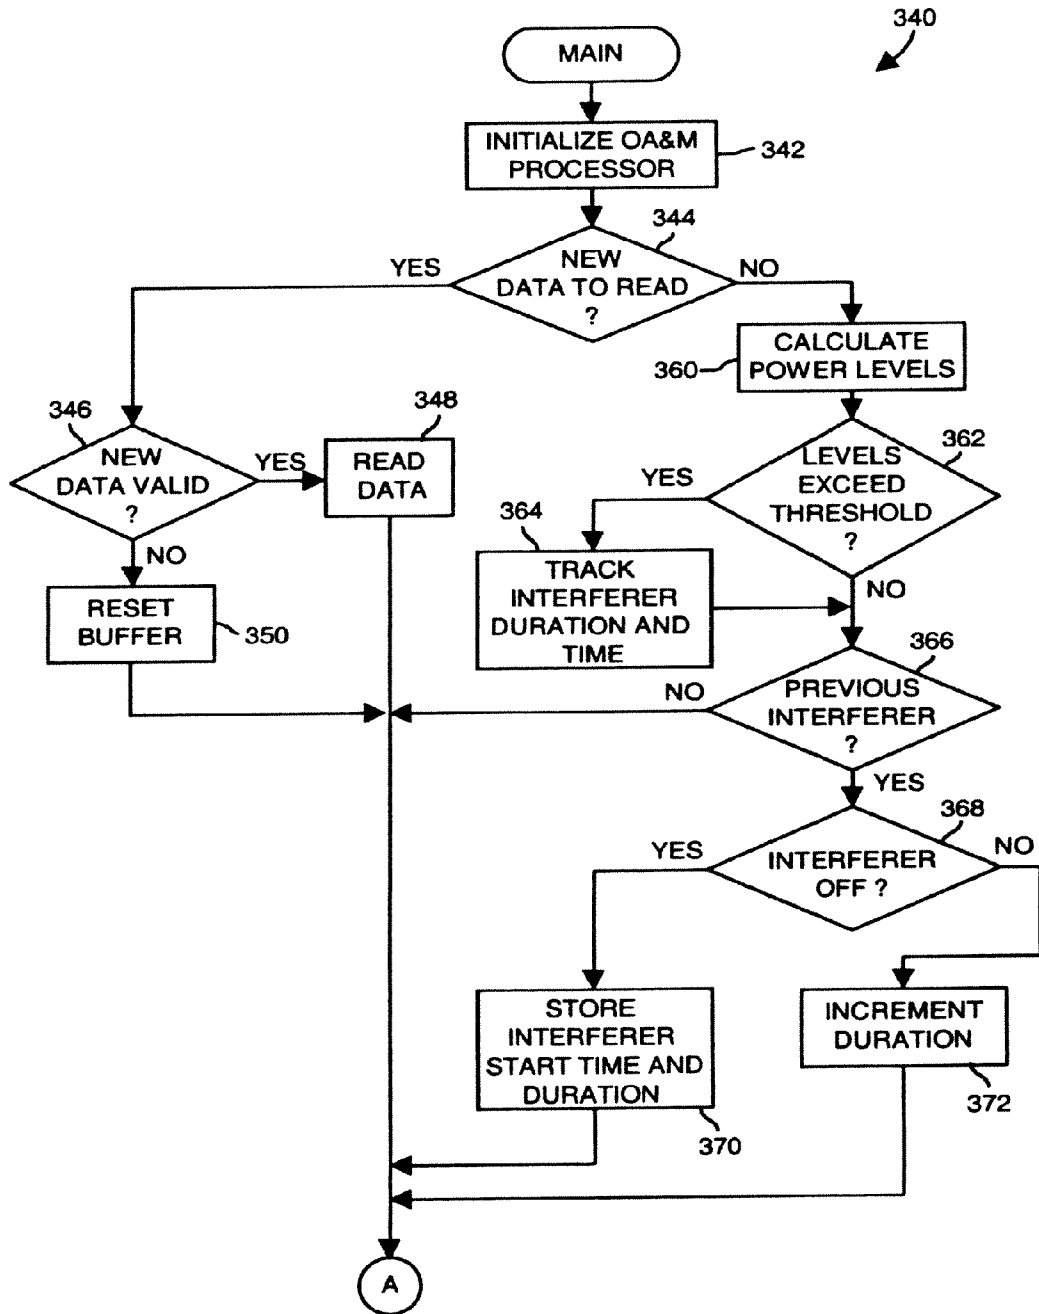 340
MAIN
INITIALIZE OA&M
PROCESSOR
342
344
YES
NEW
DATA TO READ
?
NO
CALCULATE
POWER LEVELS
360
346
NEW
DATA VALID
?
YES
348
READ
DATA
362
LEVELS
EXCEED
THRESHOLD
?
YES
364
TRACK
INTERFERER
DURATION AND
TIME
NO
NO
RESET
BUFFER
350
366
PREVIOUS
INTERFERER
?
NO
YES
368
INTERFERER
OFF ?
YES
NO
STORE
INTERFERER
START TIME AND
DURATION
370
INCREMENT
DURATION
372
A